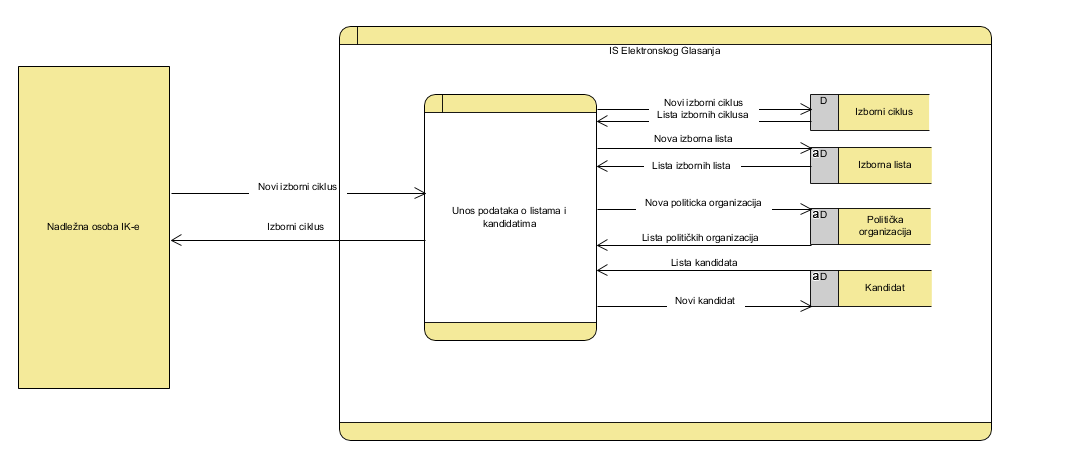 IS Elektronskog Glasanja
Nadležna osoba IK-e
Novi izborni ciklus
Izborni ciklus
Unos podataka o listama i
kandidatima
Novi izborni ciklus
Lista izbornih ciklusa
D
Izborni ciklus
Nova izborna lista
Lista izbornih lista
aD
Izborna lista
Nova politicka organizacija
Lista političkih organizacija
aD
Politička
organizacija
Lista kandidata
Novi kandidat
aD
Kandidat